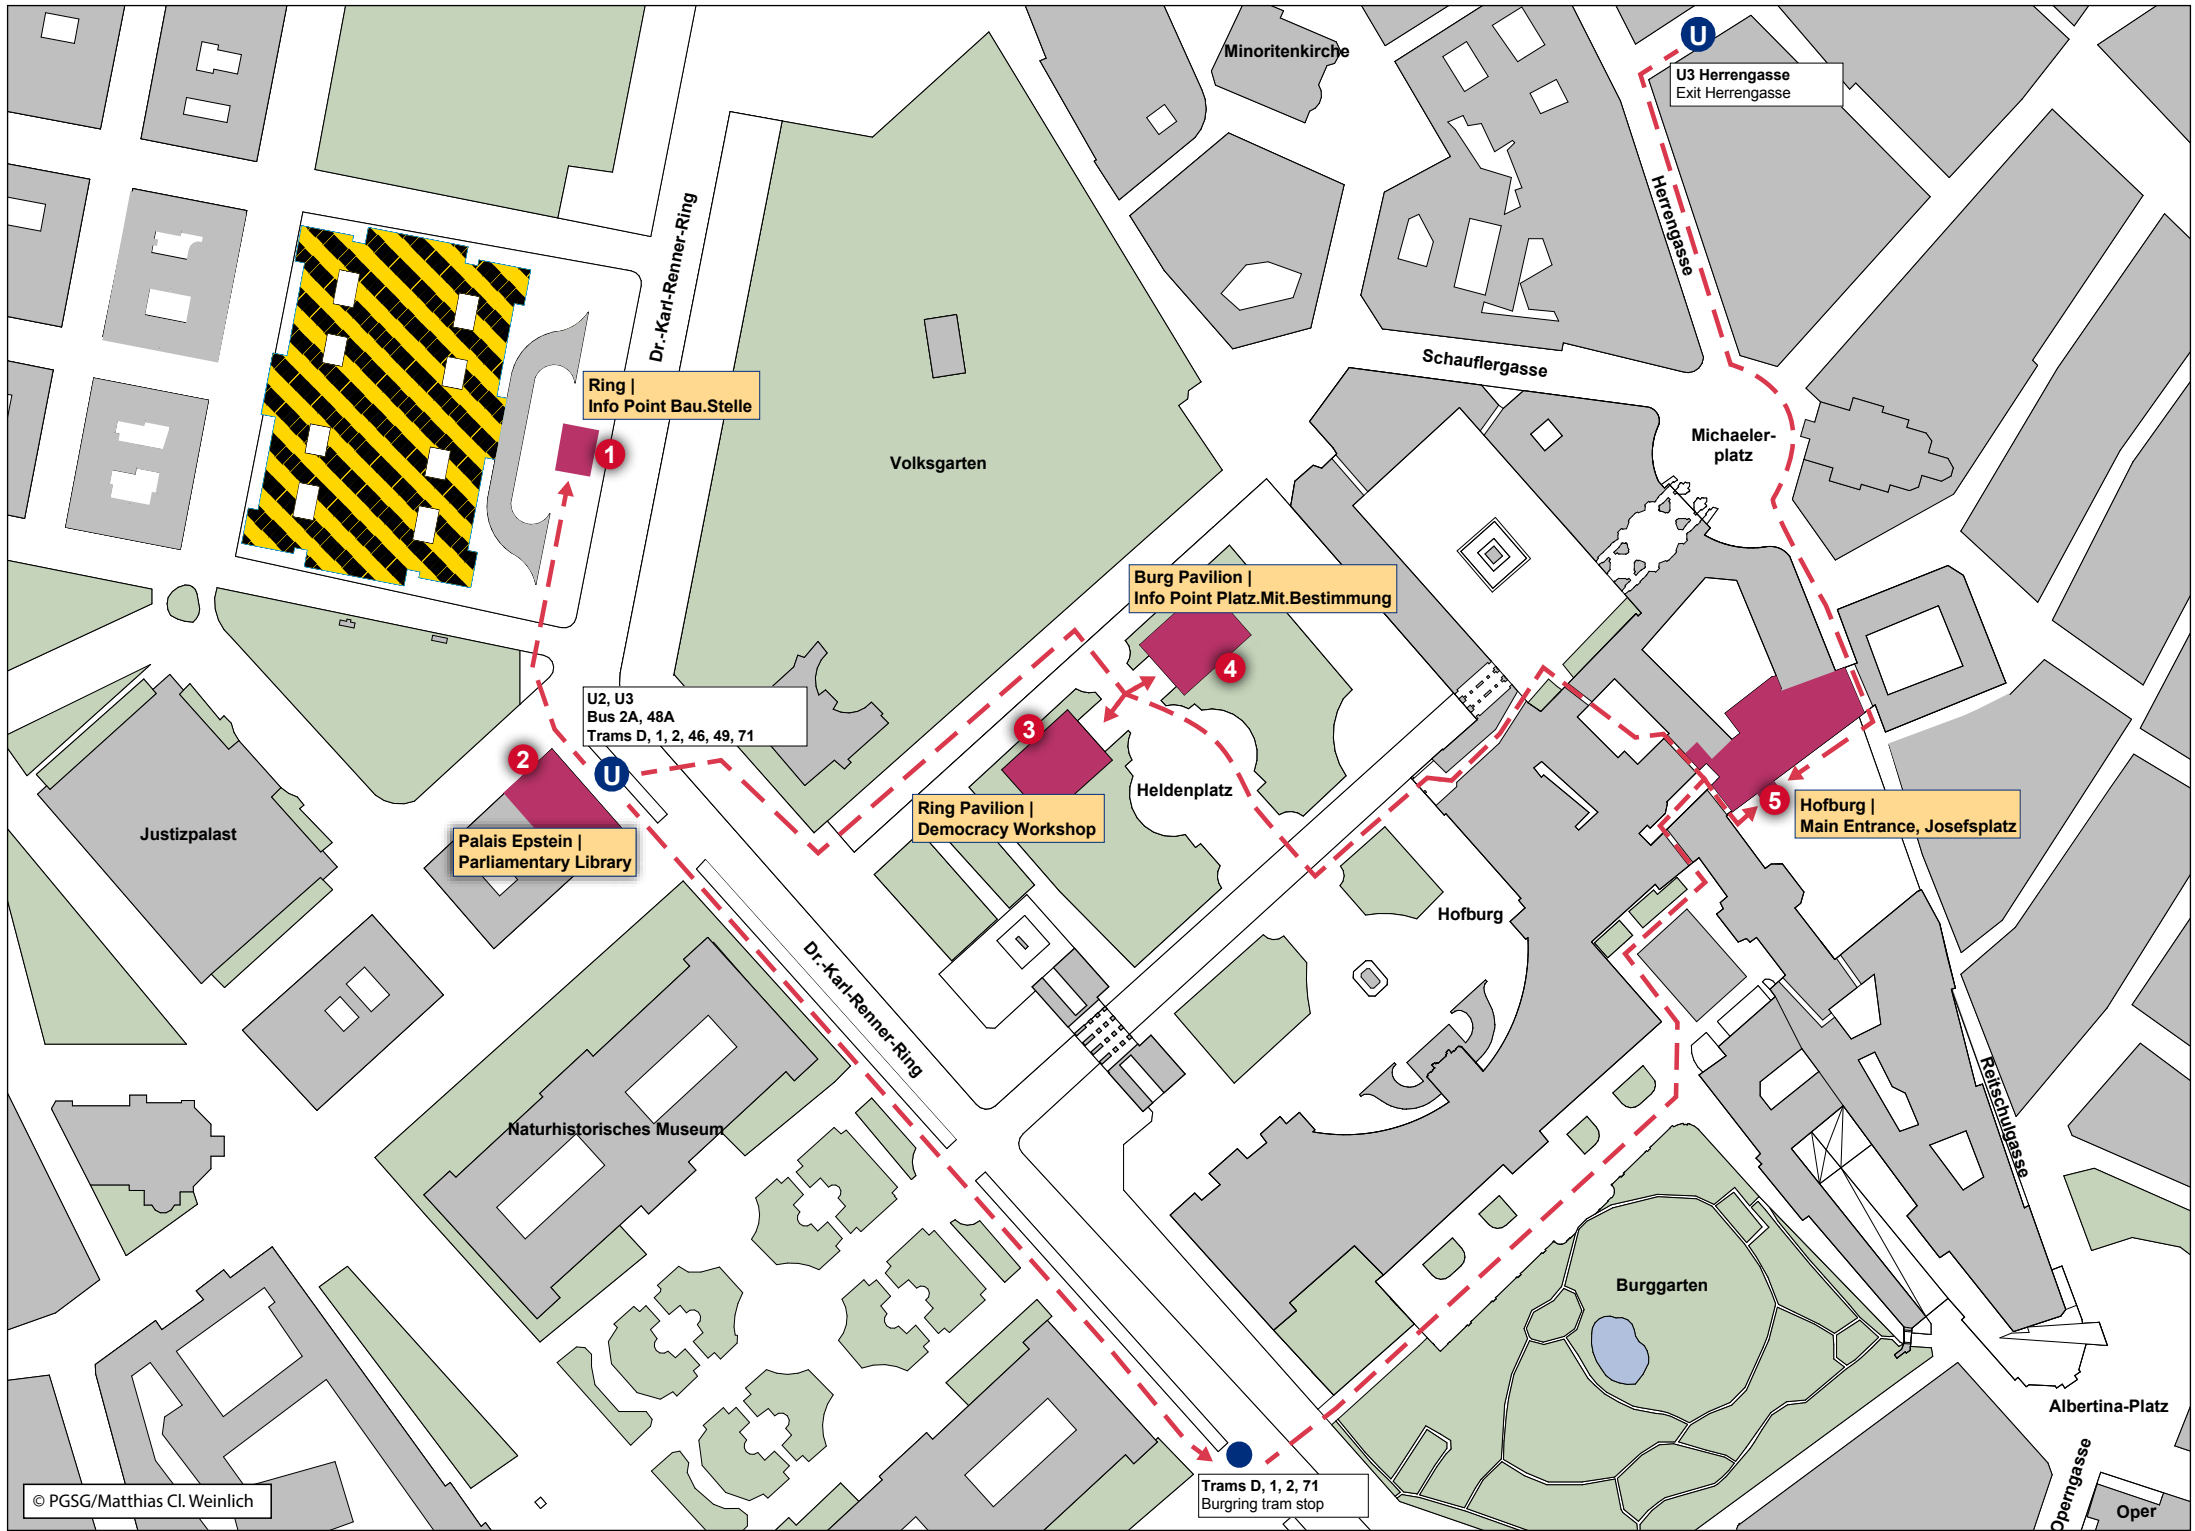 Minoritenkirche
U
U3 Herrengasse
Exit Herrengasse
Herrengasse
Dr.-Karl-Renner-Ring
Schauflergasse
Ring |
Info Point Bau.Stelle
1
Michaeler-
platz
Volksgarten
Burg Pavilion |
Info Point Platz.Mit.Bestimmung
4
U2, U3
Bus 2A, 48A
Trams D, 1, 2, 46, 49, 71
3
2
U
Heldenplatz
5
Hofburg |
Main Entrance, Josefsplatz
Ring Pavilion |
Democracy Workshop
Justizpalast
Palais Epstein |
Parliamentary Library
Hofburg
Dr.-Karl-Renner-Ring
Reitschulgasse
Naturhistorisches Museum
Burggarten
Albertina-Platz
Operngasse
Trams D, 1, 2, 71
Burgring tram stop
© PGSG/Matthias Cl. Weinlich
Oper